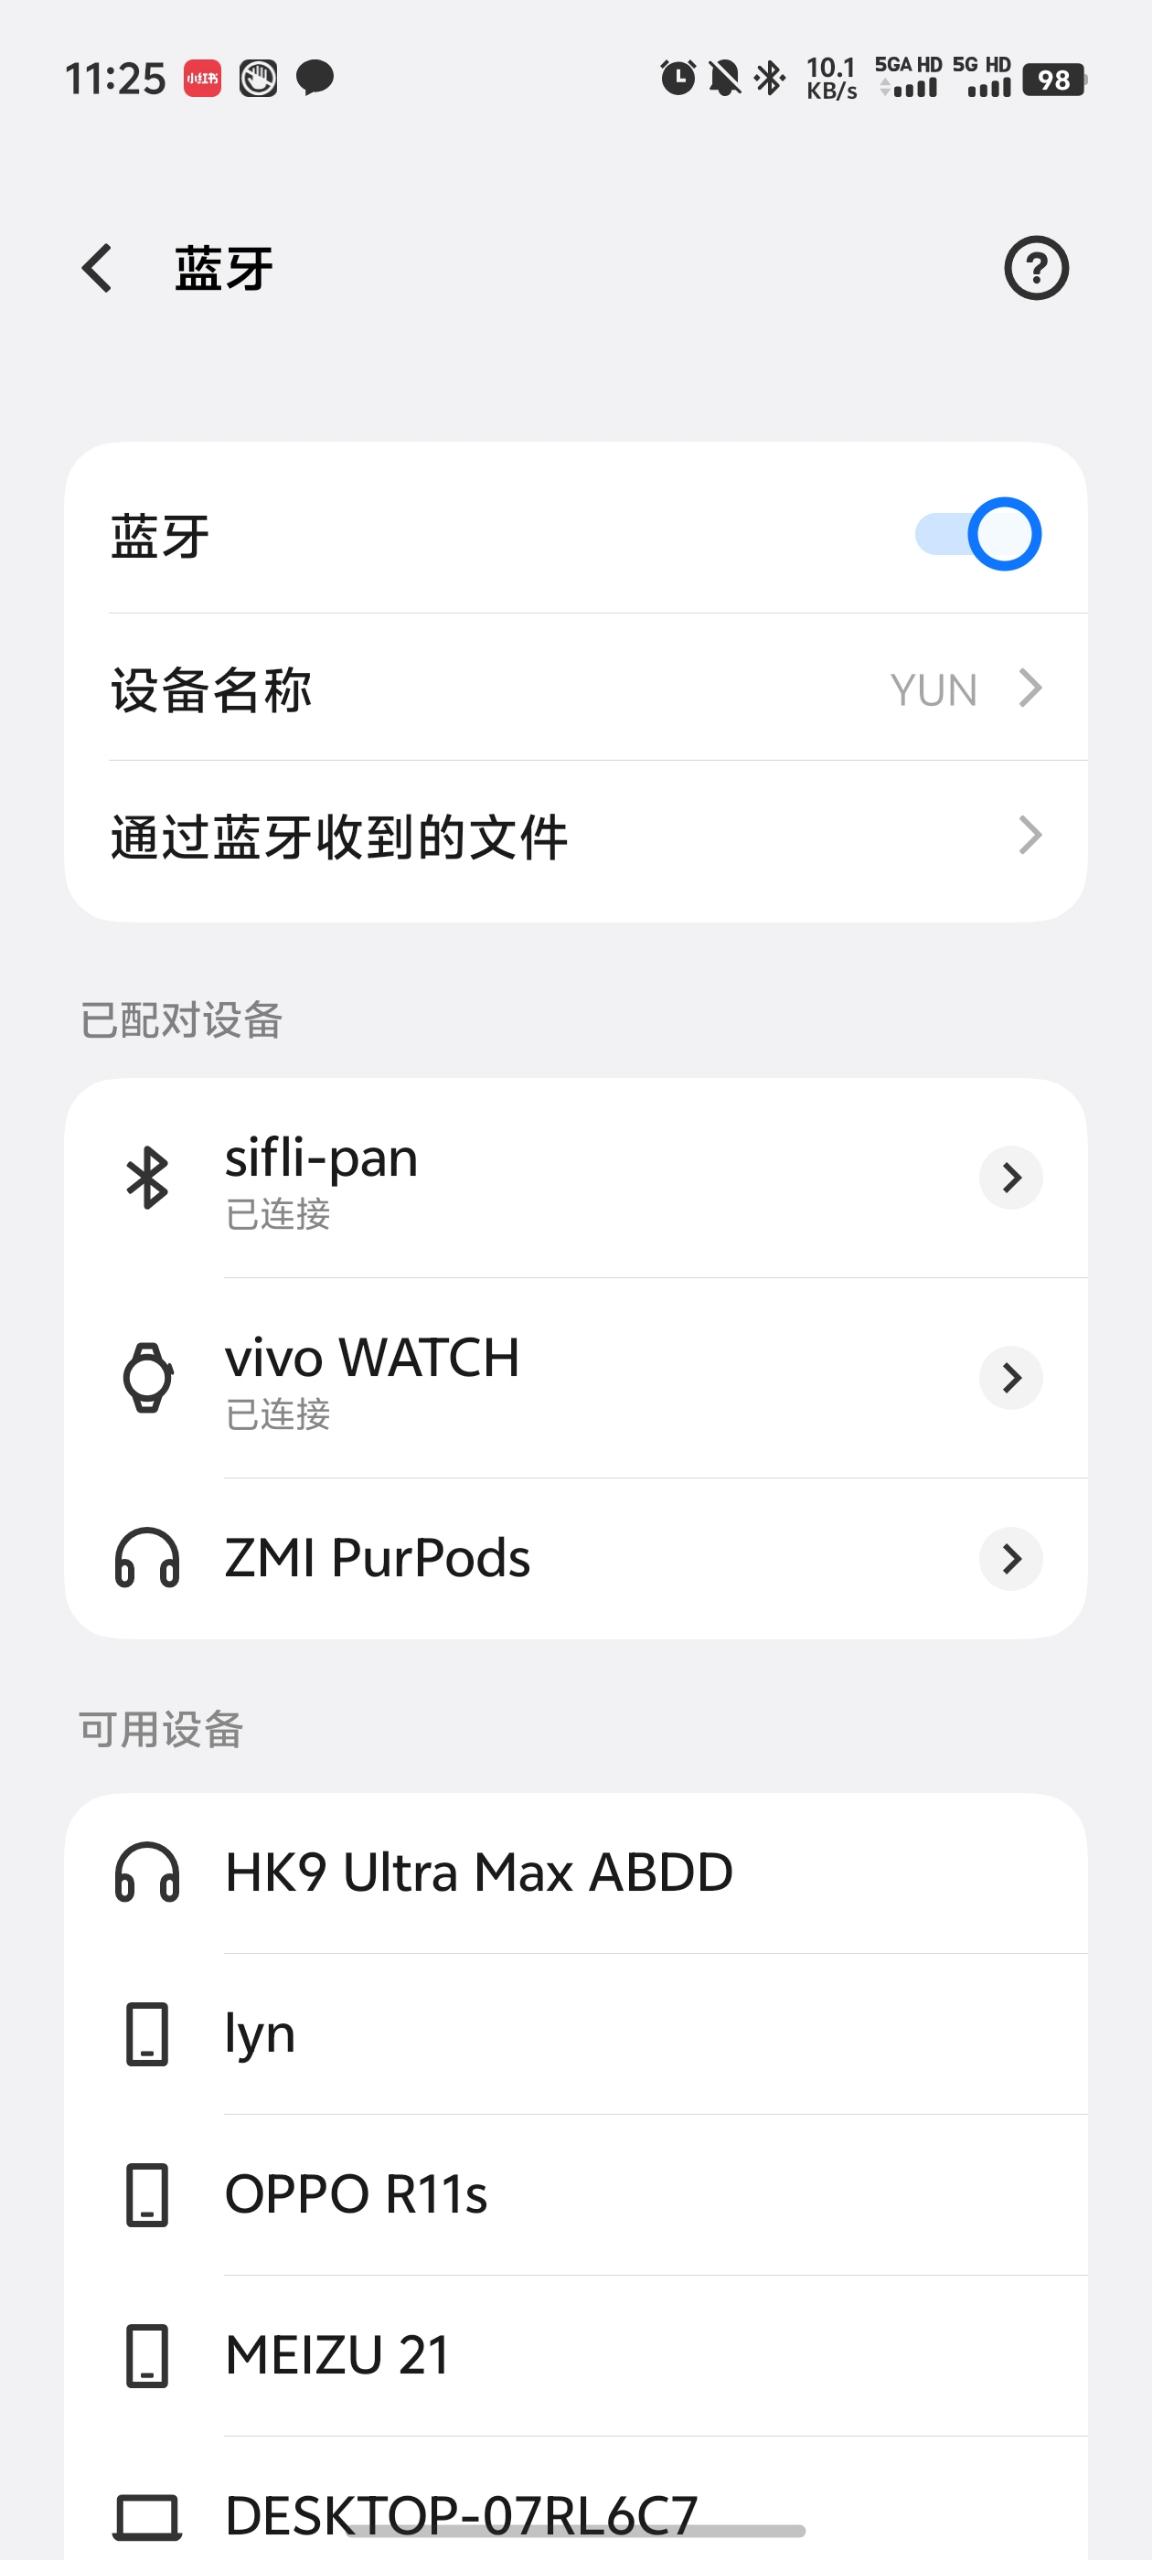 11:25 小红书 10.1 KB/s 5GA HD 5G HD 98
蓝牙
蓝牙
设备名称 YUN
通过蓝牙收到的文件
已配对设备
sifli-pan
已连接
vivo WATCH
已连接
ZMI PurPods
可用设备
HK9 Ultra Max ABDD
lyn
OPPO R11s
MEIZU 21
DESKTOP-07RL6C7